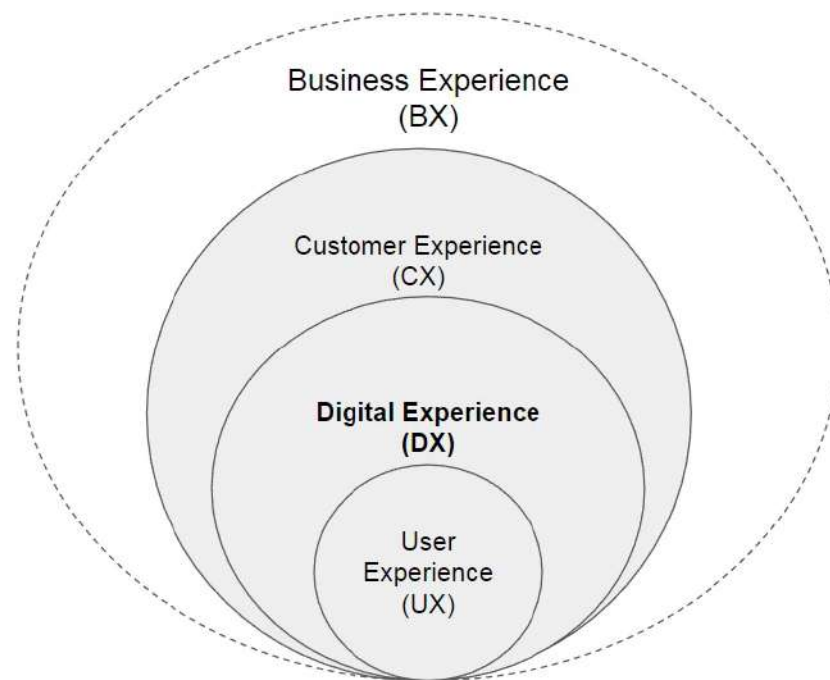 Business Experience
(BX)
Customer Experience
(CX)
Digital Experience
(DX)
User
Experience
(UX)